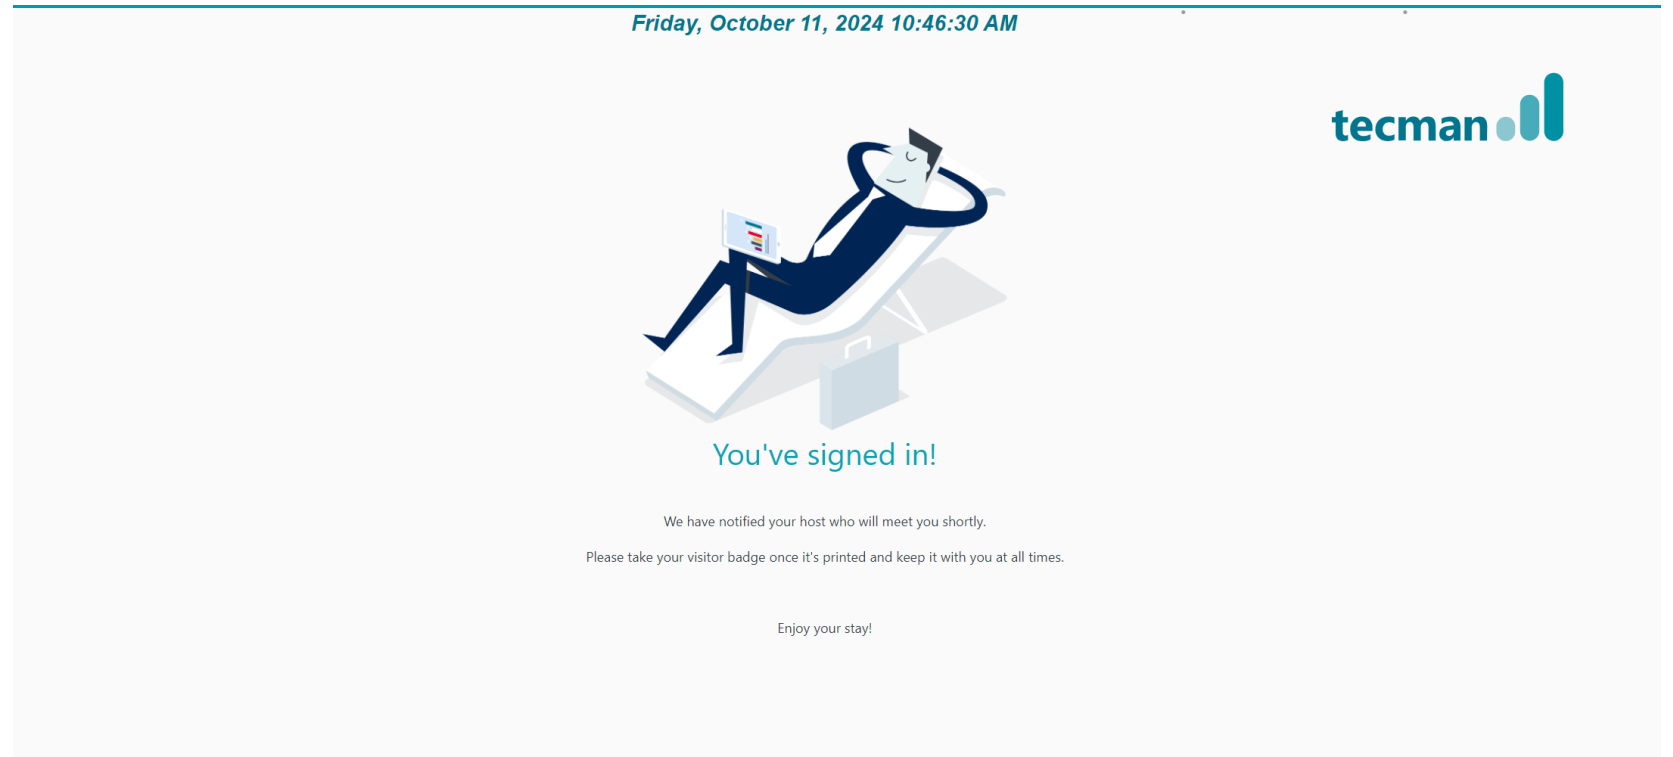 Friday, October 11, 2024 10:46:30 AM
tecman
You've signed in!
We have notified your host who will meet you shortly.
Please take your visitor badge once it's printed and keep it with you at all times.
Enjoy your stay!